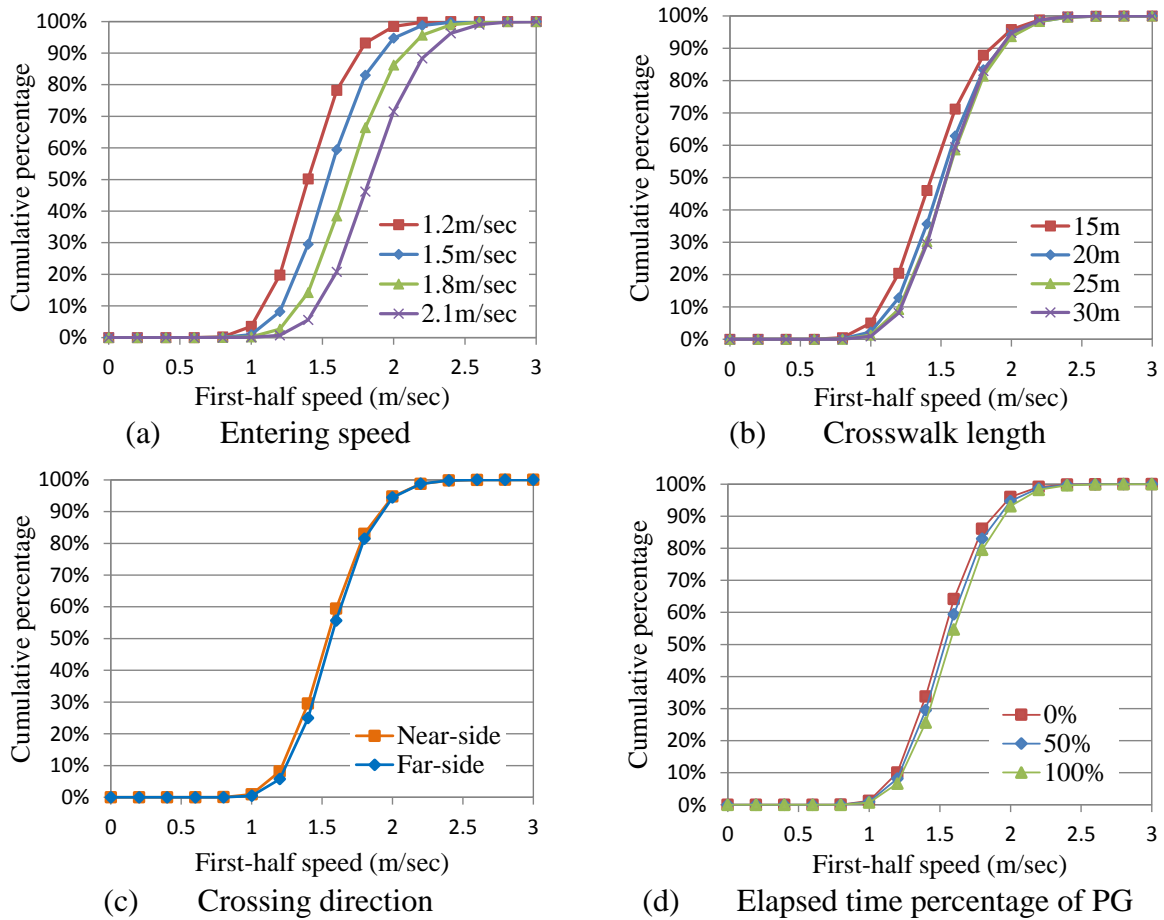 100%
90%
80%
70%
60%
50%
40%
30%
20%
10%
0%
Cumulative percentage
1.2m/sec
1.5m/sec
1.8m/sec
2.1m/sec
0 0.5 1 1.5 2 2.5 3
First-half speed (m/sec)
(a) Entering speed
100%
90%
80%
70%
60%
50%
40%
30%
20%
10%
0%
Cumulative percentage
15m
20m
25m
30m
0 0.5 1 1.5 2 2.5 3
First-half speed (m/sec)
(b) Crosswalk length
100%
90%
80%
70%
60%
50%
40%
30%
20%
10%
0%
Cumulative percentage
Near-side
Far-side
0 0.5 1 1.5 2 2.5 3
First-half speed (m/sec)
(c) Crossing direction
100%
90%
80%
70%
60%
50%
40%
30%
20%
10%
0%
Cumulative percentage
0%
50%
100%
0 0.5 1 1.5 2 2.5 3
First-half speed (m/sec)
(d) Elapsed time percentage of PG